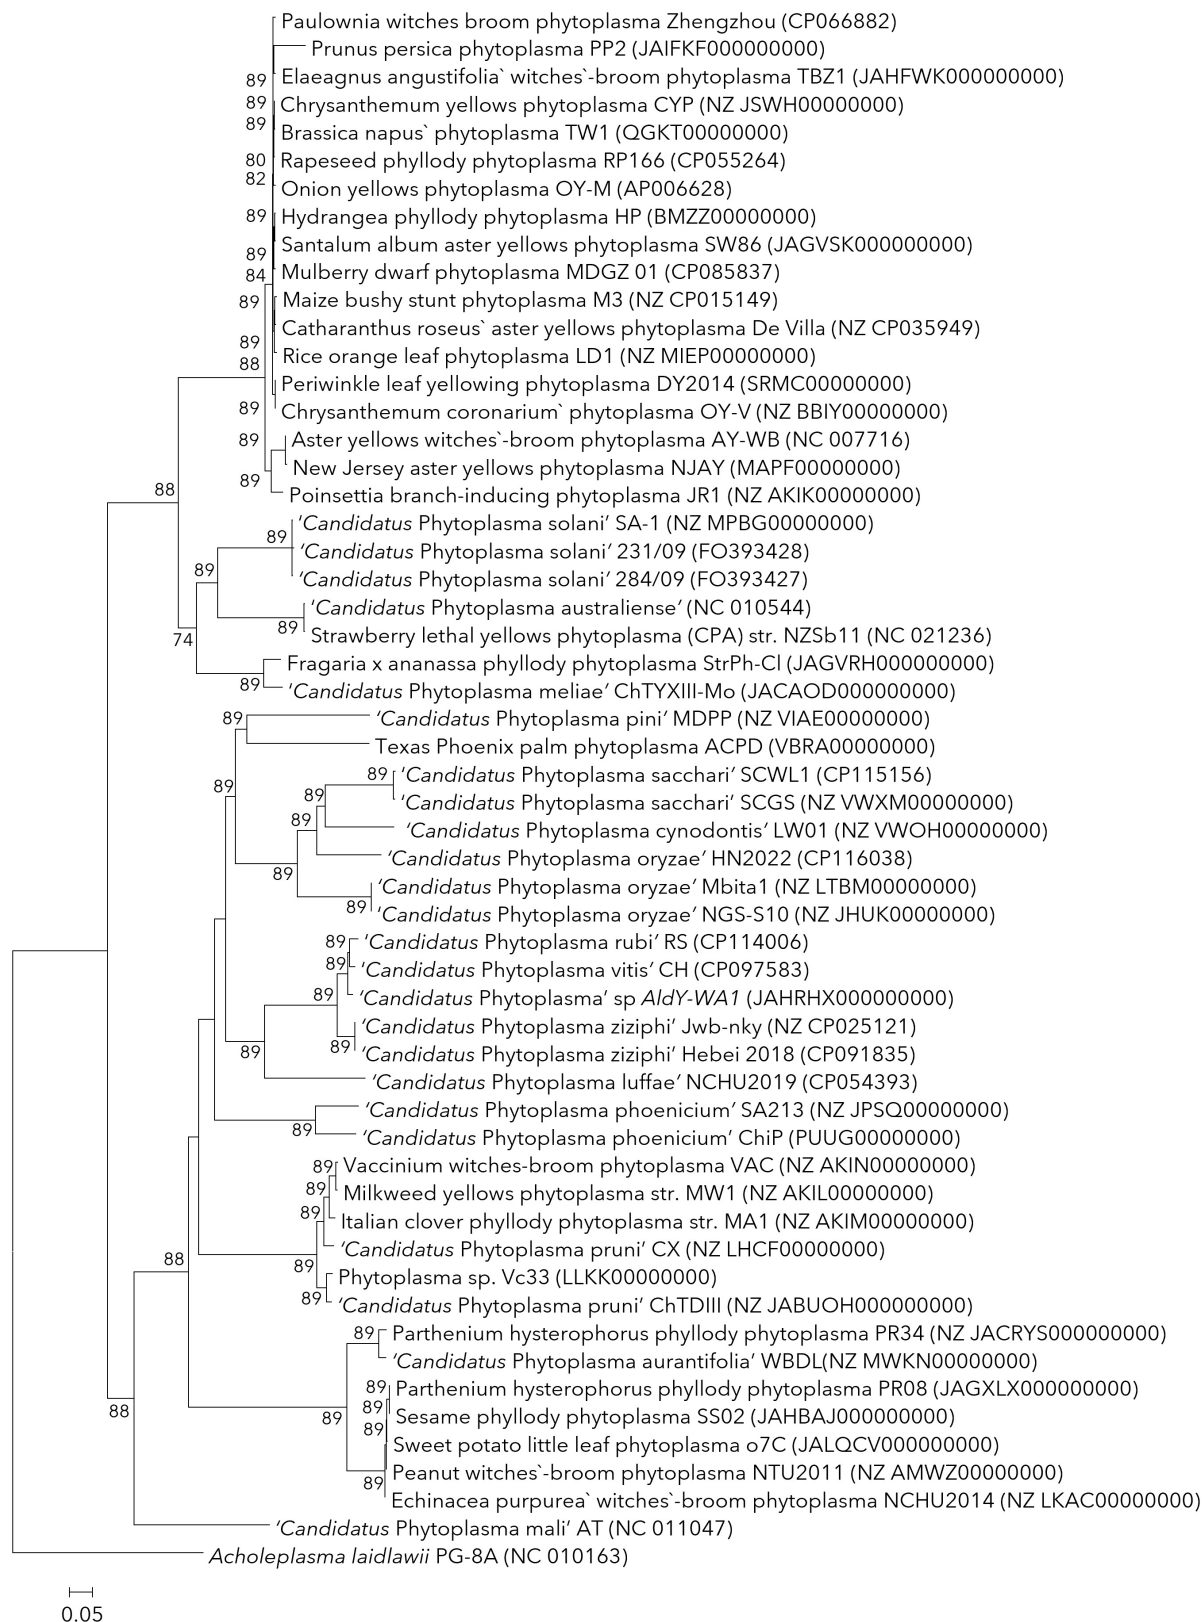 Paulownia witches broom phytoplasma Zhengzhou (CP066882)
Prunus persica phytoplasma PP2 (JAIFKF000000000)
89 Elaeagnus angustifolia` witches`-broom phytoplasma TBZ1 (JAHFWK000000000)
89 Chrysanthemum yellows phytoplasma CYP (NZ JSWH00000000)
89 Brassica napus` phytoplasma TW1 (QGKT00000000)
80 Rapeseed phyllody phytoplasma RP166 (CP055264)
82 Onion yellows phytoplasma OY-M (AP006628)
89 Hydrangea phyllody phytoplasma HP (BMZZ00000000)
89 Santalum album aster yellows phytoplasma SW86 (JAGVSK000000000)
84 Mulberry dwarf phytoplasma MDGZ 01 (CP085837)
89 Maize bushy stunt phytoplasma M3 (NZ CP015149)
Catharanthus roseus` aster yellows phytoplasma De Villa (NZ CP035949)
89
88 Rice orange leaf phytoplasma LD1 (NZ MIEP00000000)
Periwinkle leaf yellowing phytoplasma DY2014 (SRMC00000000)
89 Chrysanthemum coronarium` phytoplasma OY-V (NZ BBIY00000000)
89 Aster yellows witches`-broom phytoplasma AY-WB (NC 007716)
New Jersey aster yellows phytoplasma NJAY (MAPF00000000)
89
88 Poinsettia branch-inducing phytoplasma JR1 (NZ AKIK00000000)
‘Candidatus Phytoplasma solani’ SA-1 (NZ MPBG00000000)
89 ‘Candidatus Phytoplasma solani’ 231/09 (FO393428)
89 ‘Candidatus Phytoplasma solani’ 284/09 (FO393427)
‘Candidatus Phytoplasma australiense’ (NC 010544)
74 89 Strawberry lethal yellows phytoplasma (CPA) str. NZSb11 (NC 021236)
Fragaria x ananassa phyllody phytoplasma StrPh-Cl (JAGVRH000000000)
89 ‘Candidatus Phytoplasma meliae’ ChTYXIII-Mo (JACAOD000000000)
89 ‘Candidatus Phytoplasma pini’ MDPP (NZ VIAE00000000)
Texas Phoenix palm phytoplasma ACPD (VBRA00000000)
89 ‘Candidatus Phytoplasma sacchari’ SCWL1 (CP115156)
89 89 ‘Candidatus Phytoplasma sacchari’ SCGS (NZ VWXM00000000)
89 ‘Candidatus Phytoplasma cynodontis’ LW01 (NZ VWOH00000000)
‘Candidatus Phytoplasma oryzae’ HN2022 (CP116038)
89 ‘Candidatus Phytoplasma oryzae’ Mbita1 (NZ LTBM00000000)
89 ‘Candidatus Phytoplasma oryzae’ NGS-S10 (NZ JHUK00000000)
89 ‘Candidatus Phytoplasma rubi’ RS (CP114006)
89 ‘Candidatus Phytoplasma vitis’ CH (CP097583)
89 ‘Candidatus Phytoplasma’ sp AldY-WA1 (JAHRHX000000000)
‘Candidatus Phytoplasma ziziphi’ Jwb-nky (NZ CP025121)
89 89 ‘Candidatus Phytoplasma ziziphi’ Hebei 2018 (CP091835)
‘Candidatus Phytoplasma luffae’ NCHU2019 (CP054393)
‘Candidatus Phytoplasma phoenicium’ SA213 (NZ JPSQ00000000)
89 ‘Candidatus Phytoplasma phoenicium’ ChiP (PUUG00000000)
89 Vaccinium witches-broom phytoplasma VAC (NZ AKIN00000000)
89 Milkweed yellows phytoplasma str. MW1 (NZ AKIL00000000)
89 Italian clover phyllody phytoplasma str. MA1 (NZ AKIM00000000)
‘Candidatus Phytoplasma pruni’ CX (NZ LHCF00000000)
88 89 Phytoplasma sp. Vc33 (LLKK00000000)
89 ‘Candidatus Phytoplasma pruni’ ChTDIII (NZ JABUOH000000000)
89 Parthenium hysterophorus phyllody phytoplasma PR34 (NZ JACRYS000000000)
‘Candidatus Phytoplasma aurantifolia’ WBDL(NZ MWKN00000000)
89 Parthenium hysterophorus phyllody phytoplasma PR08 (JAGXLX000000000)
88 89 89 Sesame phyllody phytoplasma SS02 (JAHBAJ000000000)
89 Sweet potato little leaf phytoplasma o7C (JALQCV000000000)
89 Peanut witches`-broom phytoplasma NTU2011 (NZ AMWZ00000000)
Echinacea purpurea` witches`-broom phytoplasma NCHU2014 (NZ LKAC00000000)
‘Candidatus Phytoplasma mali’ AT (NC 011047)
Acholeplasma laidlawii PG-8A (NC 010163)
0.05